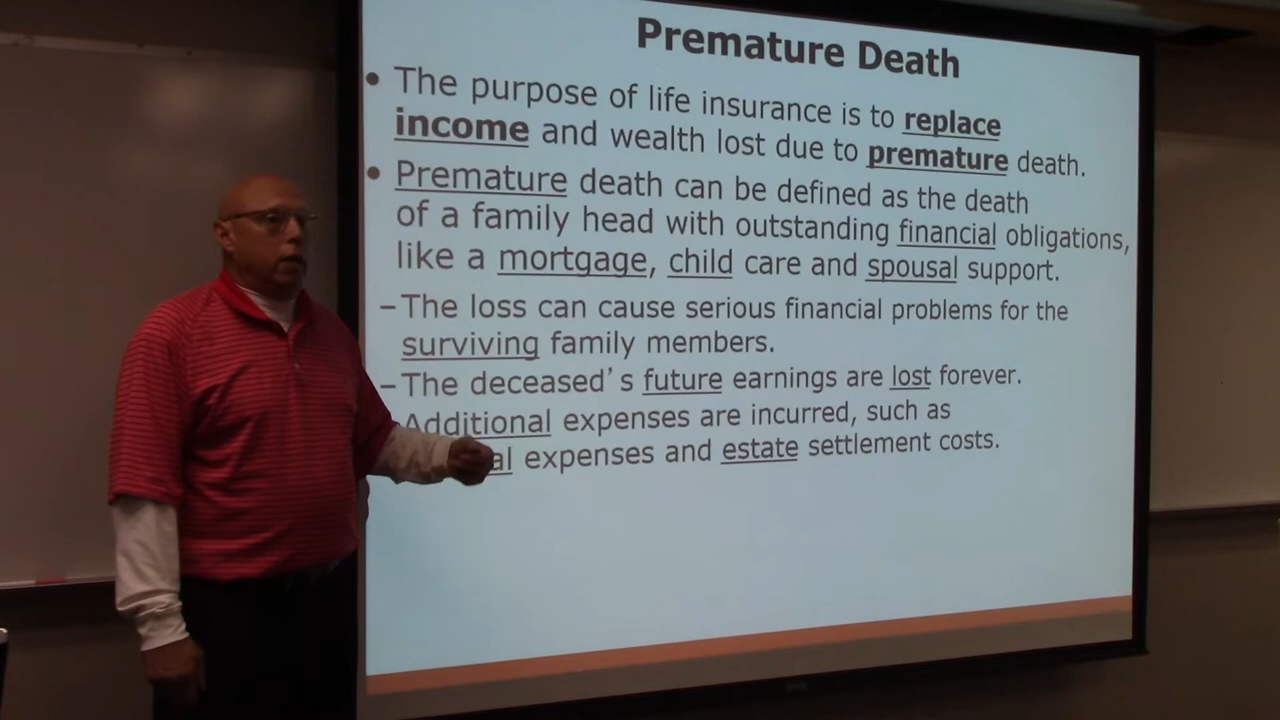 Premature Death
• The purpose of life insurance is to replace
income and wealth lost due to premature death.
• Premature death can be defined as the death
of a family head with outstanding financial obligations,
like a mortgage, child care and spousal support.
–The loss can cause serious financial problems for the
surviving family members.
–The deceased's future earnings are lost forever.
Additional expenses are incurred, such as
expenses and estate settlement costs.